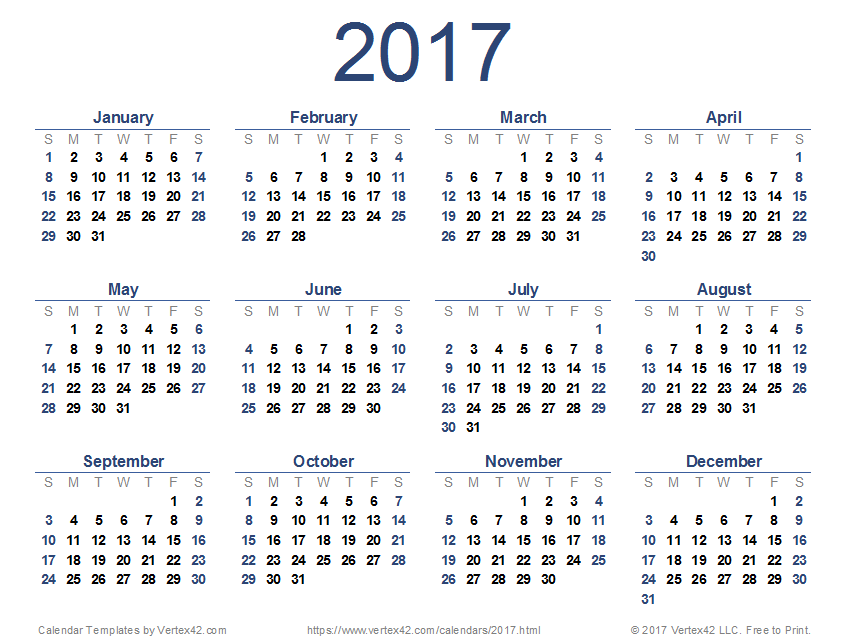 2017
January February March April
S M T W T F S S M T W T F S S M T W T F S S M T W T F S
1 2 3 4 5 6 7 1 2 3 4 1 2 3 4 1
8 9 10 11 12 13 14 5 6 7 8 9 10 11 5 6 7 8 9 10 11 2 3 4 5 6 7 8
15 16 17 18 19 20 21 12 13 14 15 16 17 18 12 13 14 15 16 17 18 9 10 11 12 13 14 15
22 23 24 25 26 27 28 19 20 21 22 23 24 25 19 20 21 22 23 24 25 16 17 18 19 20 21 22
29 30 31 26 27 28 26 27 28 29 30 31 23 24 25 26 27 28 29
30
May June July August
S M T W T F S S M T W T F S S M T W T F S S M T W T F S
1 2 3 4 5 6 1 2 3 1 1 2 3 4 5
7 8 9 10 11 12 13 4 5 6 7 8 9 10 2 3 4 5 6 7 8 6 7 8 9 10 11 12
14 15 16 17 18 19 20 11 12 13 14 15 16 17 9 10 11 12 13 14 15 13 14 15 16 17 18 19
21 22 23 24 25 26 27 18 19 20 21 22 23 24 16 17 18 19 20 21 22 20 21 22 23 24 25 26
28 29 30 31 25 26 27 28 29 30 23 24 25 26 27 28 29 27 28 29 30 31
30 31
September October November December
S M T W T F S S M T W T F S S M T W T F S S M T W T F S
1 2 1 2 3 4 5 6 7 1 2 3 4 1 2
3 4 5 6 7 8 9 8 9 10 11 12 13 14 5 6 7 8 9 10 11 3 4 5 6 7 8 9
10 11 12 13 14 15 16 15 16 17 18 19 20 21 12 13 14 15 16 17 18 10 11 12 13 14 15 16
17 18 19 20 21 22 23 22 23 24 25 26 27 28 19 20 21 22 23 24 25 17 18 19 20 21 22 23
24 25 26 27 28 29 30 29 30 31 26 27 28 29 30 24 25 26 27 28 29 30
31
Calendar Templates by Vertex42.com https://www.vertex42.com/calendars/2017.html © 2017 Vertex42 LLC. Free to Print.